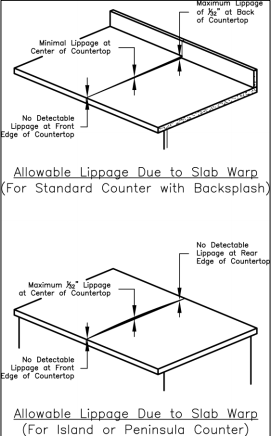 Maximum Lippage
of 1/32" at Back
of Countertop
Minimal Lippage at
Center of Countertop
No Detectable
Lippage at Front
Edge of Countertop
Allowable Lippage Due to Slab Warp
(For Standard Counter with Backsplash)
No Detectable
Lippage at Rear
Edge of Countertop
Maximum 1/32" Lippage
at Center of Countertop
No Detectable
Lippage at Front
Edge of Countertop
Allowable Lippage Due to Slab Warp
(For Island or Peninsula Counter)